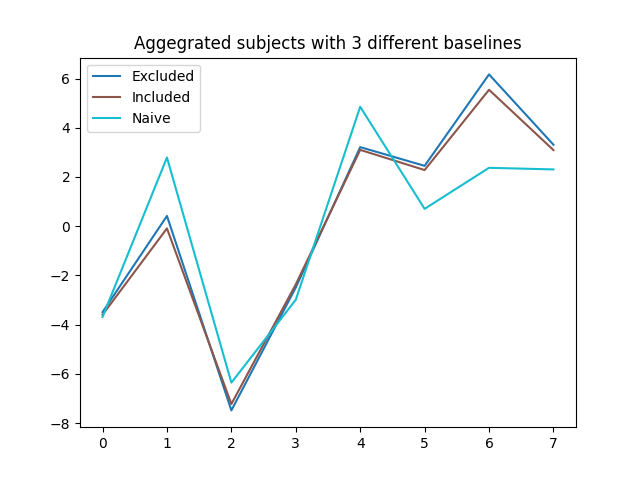 Aggegrated subjects with 3 different baselines
Excluded
Included
Naive
6
4
2
0
−2
−4
−6
−8
0 1 2 3 4 5 6 7